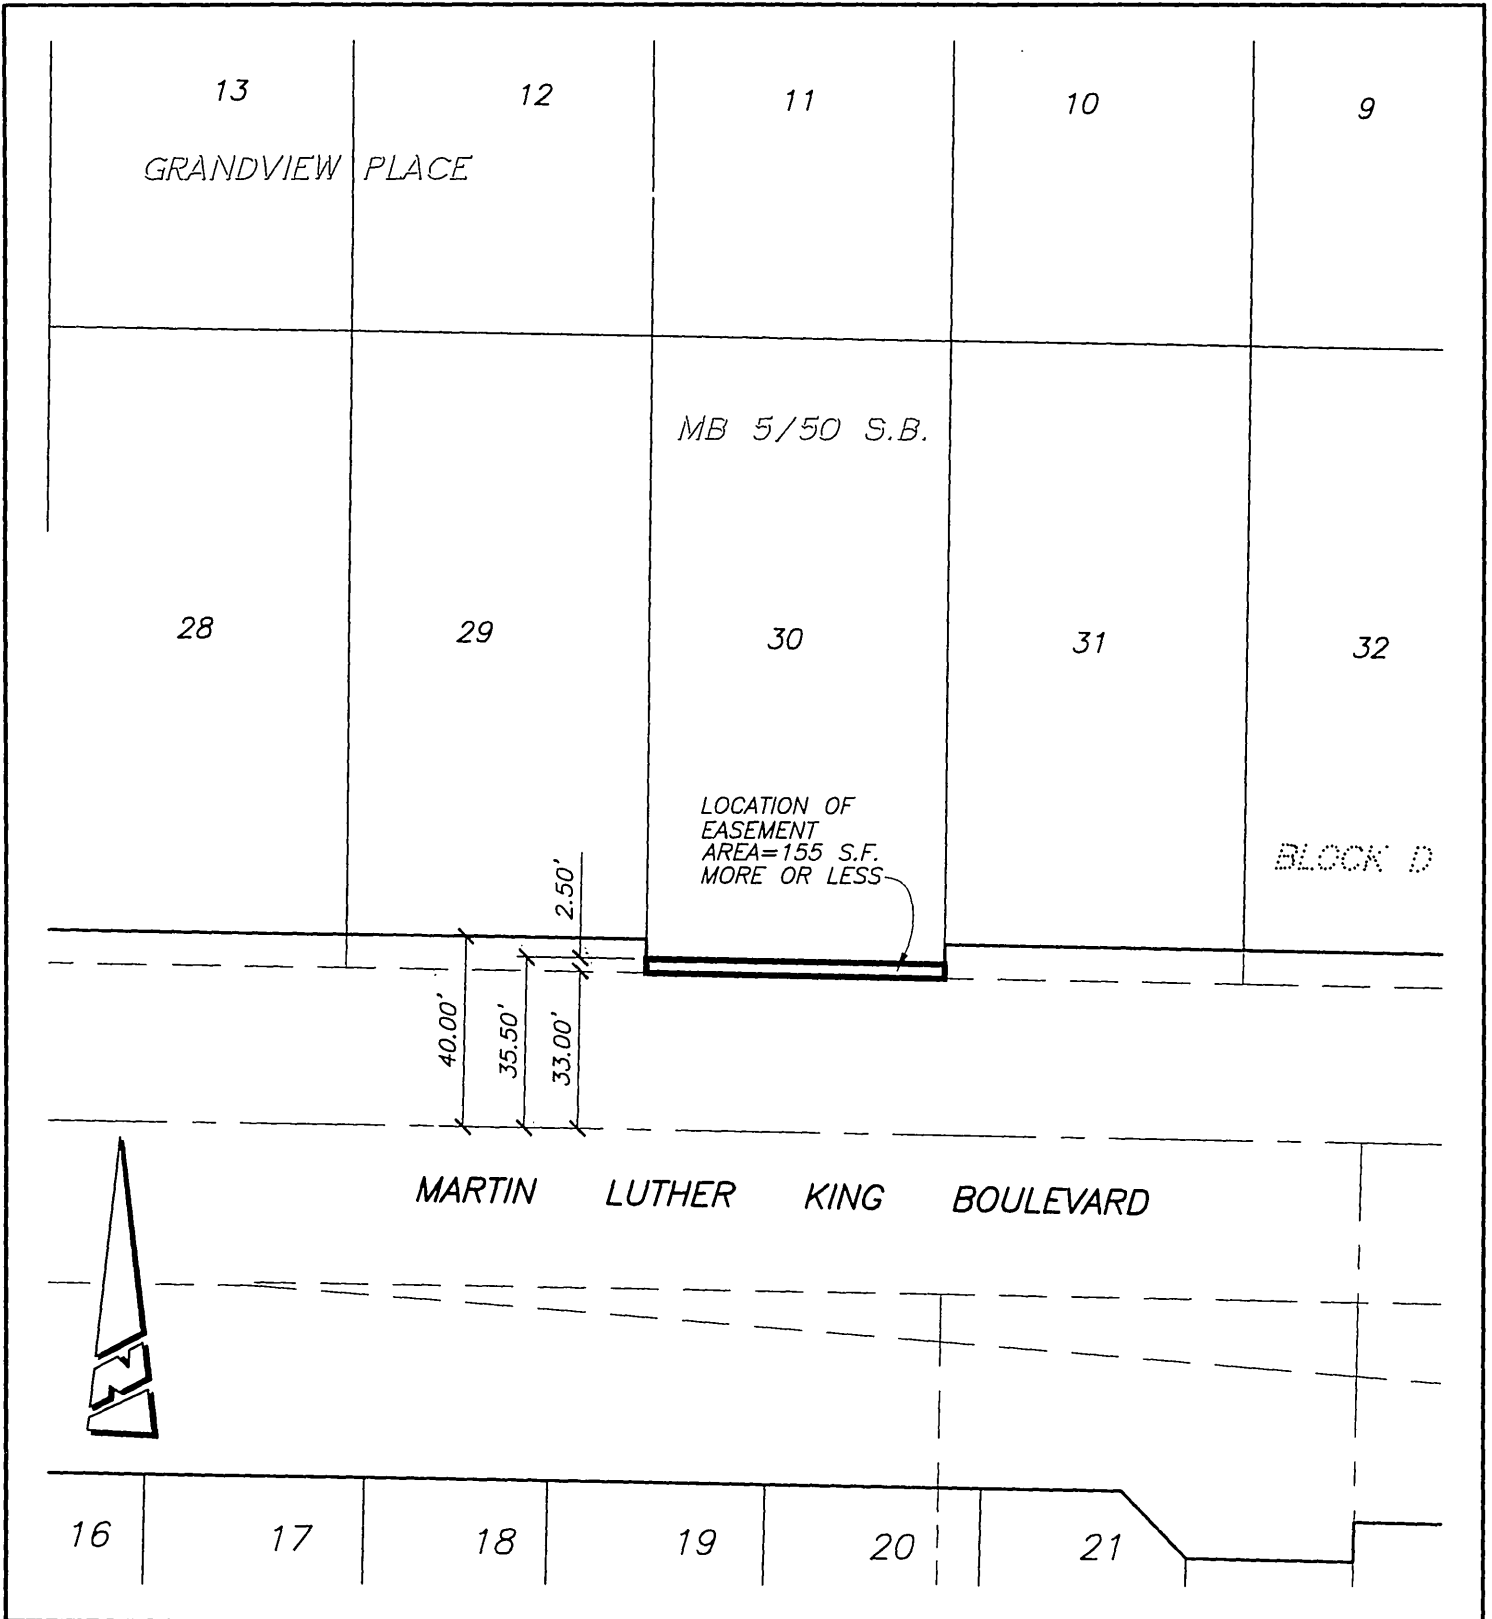 13
12
11
10
9
GRANDVIEW PLACE
MB 5/50 S.B.
28
29
30
31
32
LOCATION OF
EASEMENT
AREA=155 S.F.
MORE OR LESS
BLOCK D
2.50'
40.00'
35.50'
33.00'
MARTIN LUTHER KING BOULEVARD
N
16
17
18
19
20
21